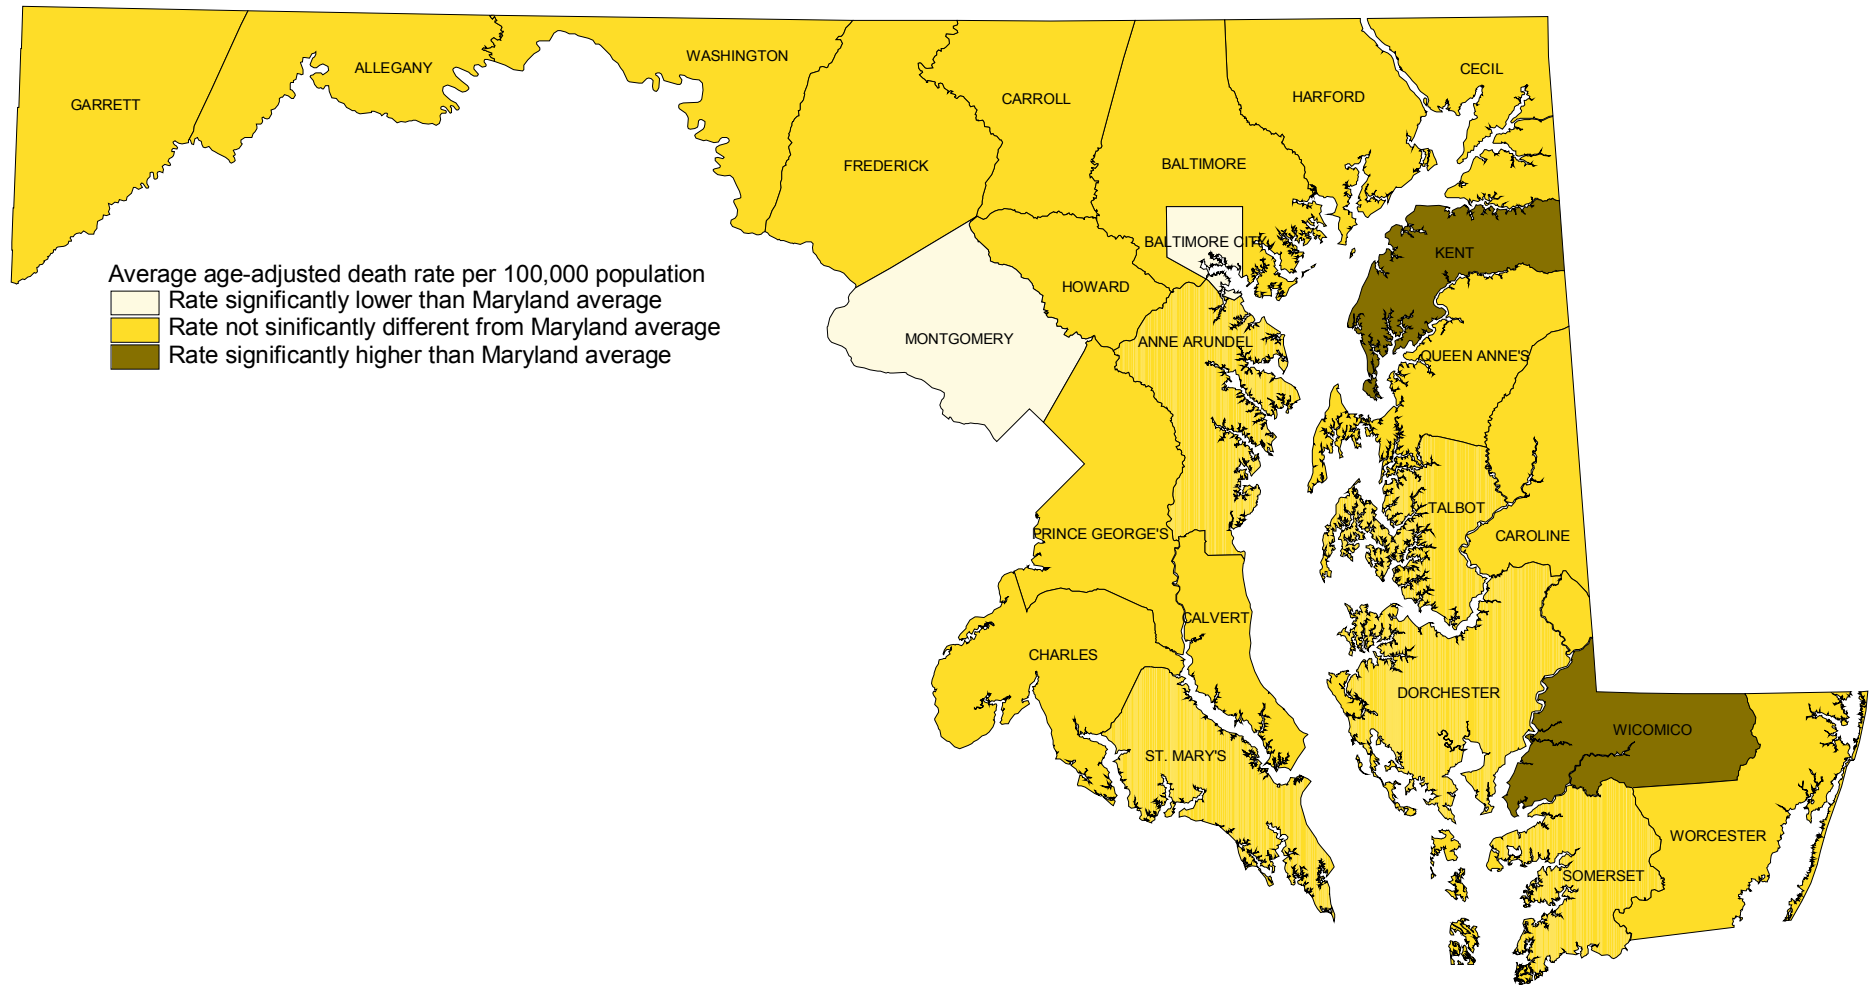 WASHINGTON
ALLEGANY
CECIL
GARRETT
CARROLL
HARFORD
FREDERICK
BALTIMORE
BALTIMORE CITY
KENT
Average age-adjusted death rate per 100,000 population
Rate significantly lower than Maryland average
Rate not sinificantly different from Maryland average
Rate significantly higher than Maryland average
HOWARD
MONTGOMERY
ANNE ARUNDEL
QUEEN ANNE'S
TALBOT
PRINCE GEORGE'S
CAROLINE
CALVERT
CHARLES
DORCHESTER
WICOMICO
ST. MARY'S
WORCESTER
SOMERSET